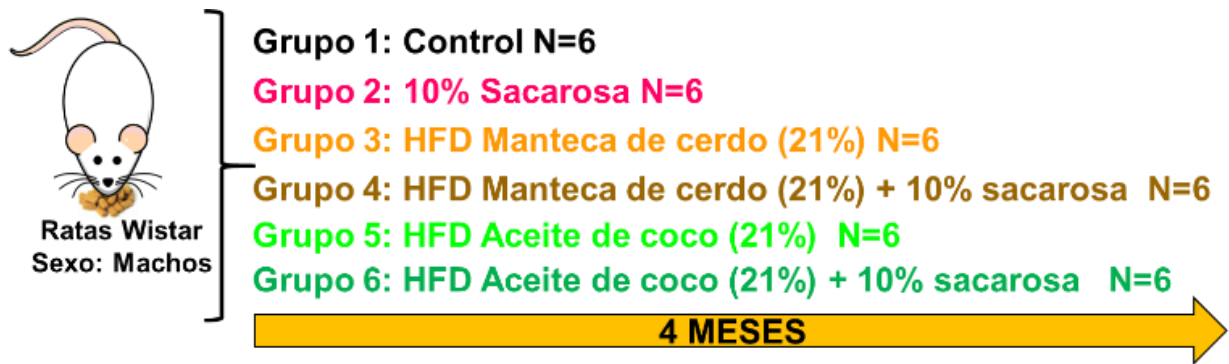 Grupo 1: Control N=6
Grupo 2: 10% Sacarosa N=6
Grupo 3: HFD Manteca de cerdo (21%) N=6
Grupo 4: HFD Manteca de cerdo (21%) + 10% sacarosa N=6
Grupo 5: HFD Aceite de coco (21%) N=6
Grupo 6: HFD Aceite de coco (21%) + 10% sacarosa N=6
Ratas Wistar
Sexo: Machos
4 MESES